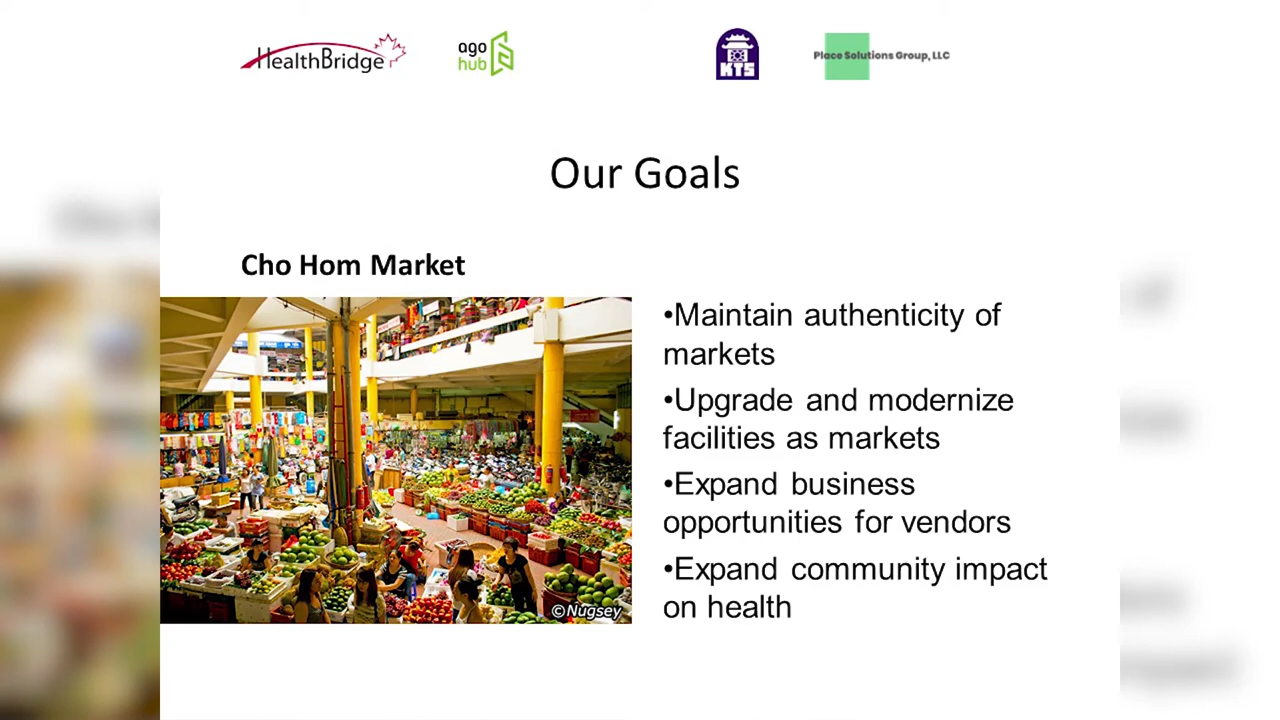 HealthBridge
ago
hub
KTS
Place Solutions Group, LLC
Our Goals
Cho Hom Market
•Maintain authenticity of
markets
•Upgrade and modernize
facilities as markets
•Expand business
opportunities for vendors
•Expand community impact
on health
©Nugsey